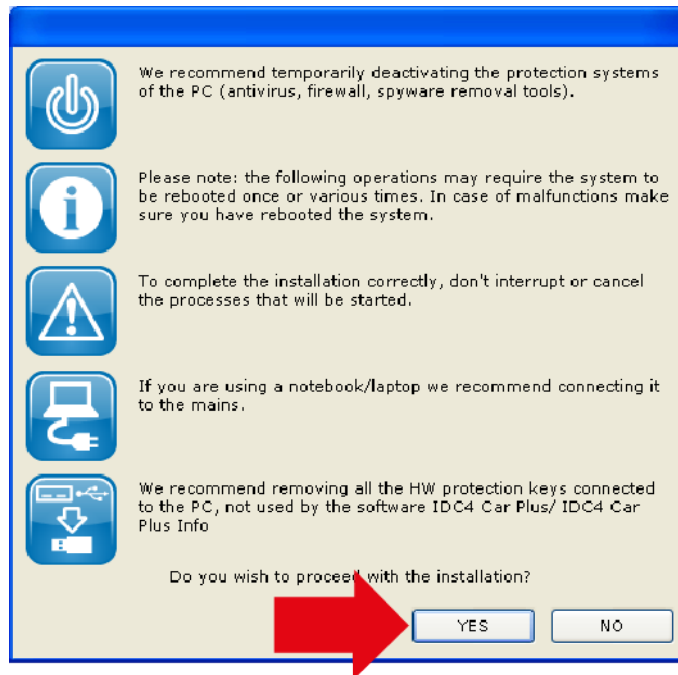 We recommend temporarily deactivating the protection systems
of the PC (antivirus, firewall, spyware removal tools).
Please note: the following operations may require the system to
be rebooted once or various times. In case of malfunctions make
sure you have rebooted the system.
To complete the installation correctly, don't interrupt or cancel
the processes that will be started.
If you are using a notebook/laptop we recommend connecting it
to the mains.
We recommend removing all the HW protection keys connected
to the PC, not used by the software IDC4 Car Plus/ IDC4 Car
Plus Info
Do you wish to proceed with the installation?
YES NO